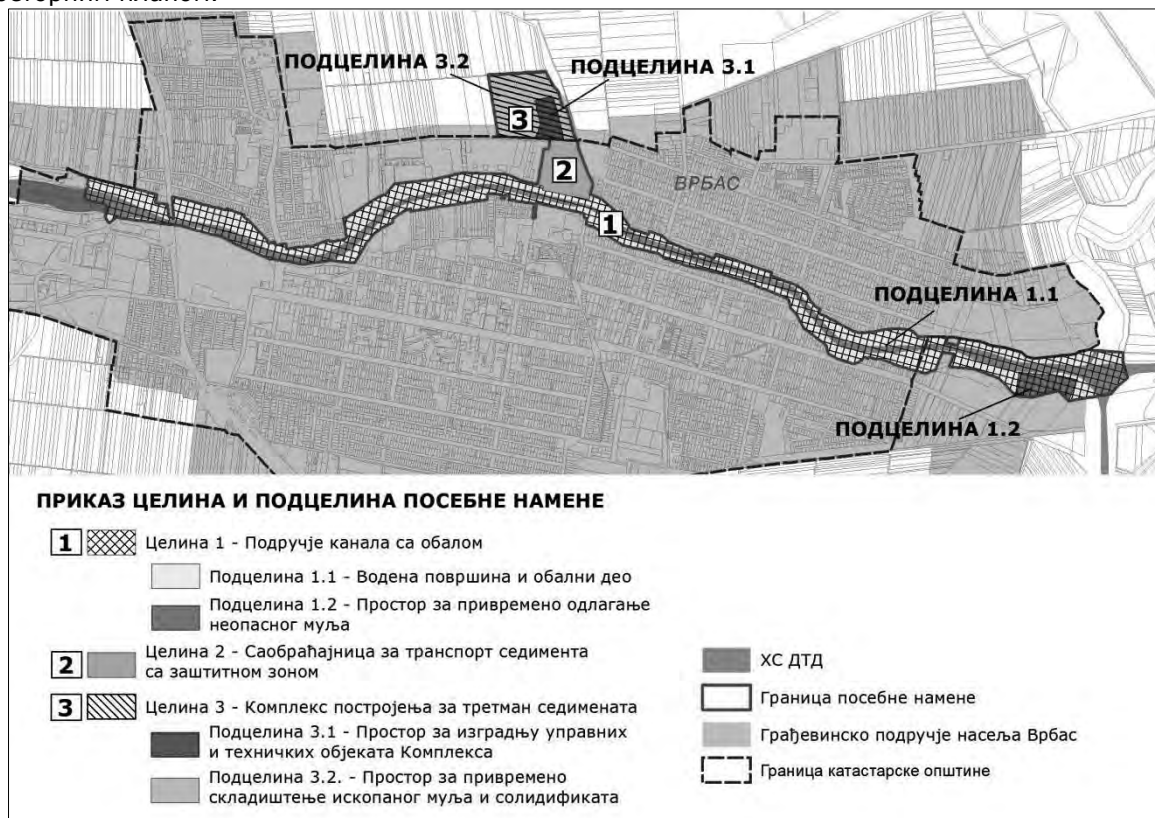 ПОДЦЕЛИНА 3.2
ПОДЦЕЛИНА 3.1
3
2
ВРБАС
1
ПОДЦЕЛИНА 1.1
ПОДЦЕЛИНА 1.2
ПРИКАЗ ЦЕЛИНА И ПОДЦЕЛИНА ПОСЕБНЕ НАМЕНЕ
1 Целина 1 - Подручје канала са обалом
Подцелина 1.1 - Водена површина и обални део
Подцелина 1.2 - Простор за привремено одлагање
неопасног муља
2 Целина 2 - Саобраћајница за транспорт седимента
са заштитном зоном
3 Целина 3 - Комплекс постројења за третман седимената
Подцелина 3.1 - Простор за изградњу управних
и техничких објеката Комплекса
Подцелина 3.2. - Простор за привремено
складиштење ископаног муља и солидификата
ХС ДТД
Граница посебне намене
Грађевинско подручје насеља Врбас
Граница катастарске општине